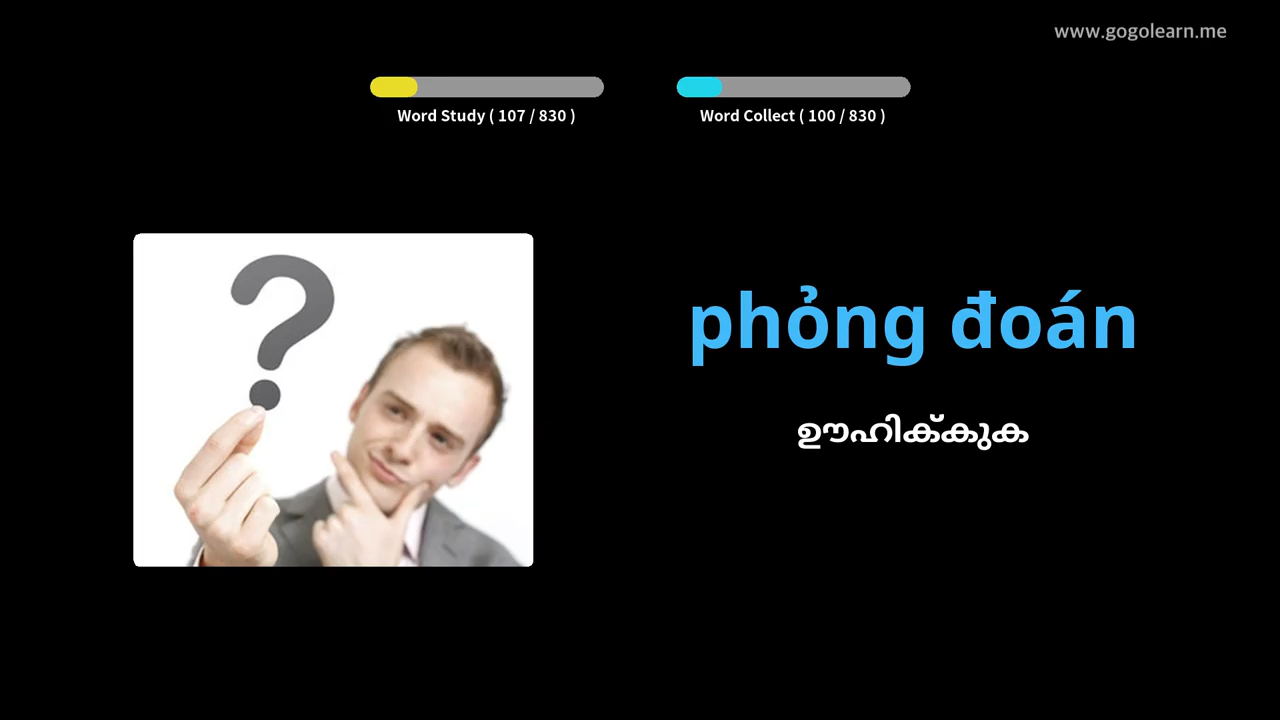 www.gogolearn.me
Word Study ( 107 / 830 )
Word Collect ( 100 / 830 )
?
phỏng đoán
ഊഹിക്കുക